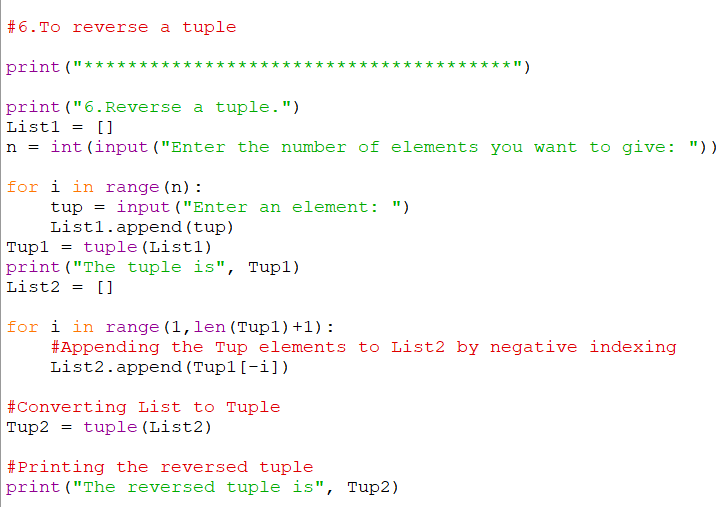 #6.To reverse a tuple
print("***************************************")
print("6.Reverse a tuple.")
List1 = []
n = int(input("Enter the number of elements you want to give: "))
for i in range(n):
    tup = input("Enter an element: ")
    List1.append(tup)
Tup1 = tuple(List1)
print("The tuple is", Tup1)
List2 = []
for i in range(1,len(Tup1)+1):
    #Appending the Tup elements to List2 by negative indexing
    List2.append(Tup1[-i])
#Converting List to Tuple
Tup2 = tuple(List2)
#Printing the reversed tuple
print("The reversed tuple is", Tup2)